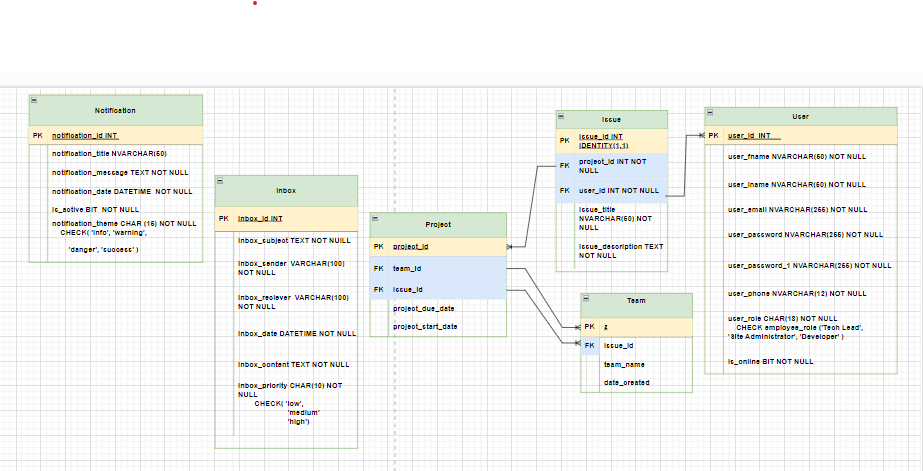 Notification
PK notification_id INT
notification_title NVARCHAR(50)
notification_message TEXT NOT NULL
notification_date DATETIME NOT NULL
is_active BIT NOT NULL
notification_theme CHAR (15) NOT NULL
CHECK( 'info', 'warning',
'danger', 'success' )
Inbox
PK inbox_id INT
inbox_subject TEXT NOT NUILL
inbox_sender VARCHAR(100)
NOT NULL
inbox_reciever VARCHAR(100)
NOT NULL
inbox_date DATETIME NOT NULL
inbox_content TEXT NOT NULL
inbox_priority CHAR(10) NOT
NULL
CHECK( 'low',
'medium'
'high')
Project
PK project_id
FK team_id
FK issue_id
project_due_date
project_start_date
Issue
PK issue_id INT
IDENTITY(1,1)
FK project_id INT NOT
NULL
FK user_id INT NOT NULL
issue_title
NVARCHAR(50) NOT
NULL
issue_description TEXT
NOT NULL
Team
PK z
FK issue_id
team_name
date_created
User
PK user_id INT
user_fname NVARCHAR(50) NOT NULL
user_lname NVARCHAR(50) NOT NULL
user_email NVARCHAR(255) NOT NULL
user_password NVARCHAR(255) NOT NULL
user_password_1 NVARCHAR(255) NOT NULL
user_phone NVARCHAR(12) NOT NULL
user_role CHAR(18) NOT NULL
CHECK employee_role ('Tech Lead',
'Site Administrator', 'Developer' )
is_online BIT NOT NULL